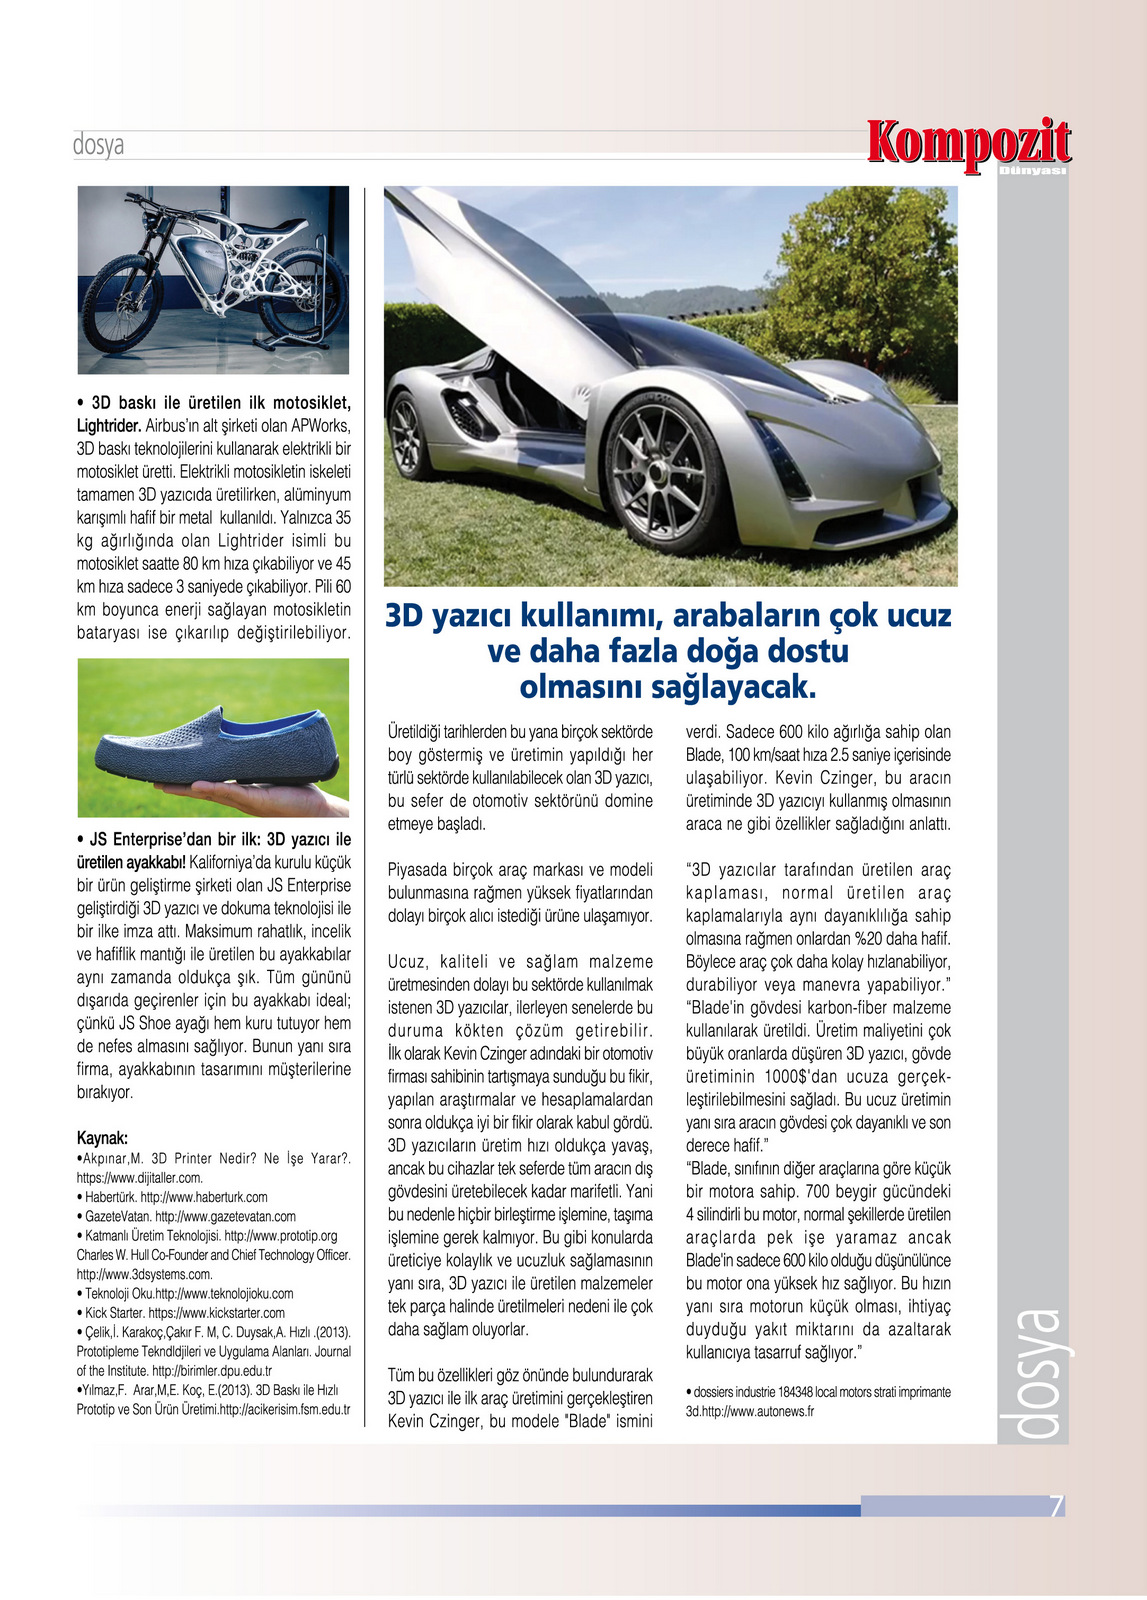 dosya
Kompozit
Dünyası
• 3D baskı ile üretilen ilk motosiklet,
Lightrider. Airbus'ın alt şirketi olan APWorks,
3D baskı teknolojilerini kullanarak elektrikli bir
motosiklet üretti. Elektrikli motosikletin iskeleti
tamamen 3D yazıcıda üretilirken, alüminyum
karışımlı hafif bir metal kullanıldı. Yalnızca 35
kg ağırlığında olan Lightrider isimli bu
motosiklet saatte 80 km hıza çıkabiliyor ve 45
km hıza sadece 3 saniyede çıkabiliyor. Pili 60
km boyunca enerji sağlayan motosikletin
bataryası ise çıkarılıp değiştirilebiliyor.
• JS Enterprise'dan bir ilk: 3D yazıcı ile
üretilen ayakkabı! Kaliforniya'da kurulu küçük
bir ürün geliştirme şirketi olan JS Enterprise
geliştirdiği 3D yazıcı ve dokuma teknolojisi ile
bir ilke imza attı. Maksimum rahatlık, incelik
ve hafiflik mantığı ile üretilen bu ayakkabılar
aynı zamanda oldukça şık. Tüm gününü
dışarıda geçirenler için bu ayakkabı ideal;
çünkü JS Shoe ayağı hem kuru tutuyor hem
de nefes almasını sağlıyor. Bunun yanı sıra
firma, ayakkabının tasarımını müşterilerine
bırakıyor.
Kaynak:
•Akpınar,M. 3D Printer Nedir? Ne İşe Yarar?.
https://www.dijitaller.com.
• Habertürk. http://www.haberturk.com
• GazeteVatan. http://www.gazetevatan.com
• Katmanlı Üretim Teknolojisi. http://www.prototip.org
Charles W. Hull Co-Founder and Chief Technology Officer.
http://www.3dsystems.com.
• Teknoloji Oku.http://www.teknolojioku.com
• Kick Starter. https://www.kickstarter.com
• Çelik,İ. Karakoç,Çakır F. M, C. Duysak,A. Hızlı .(2013).
Prototipleme Tekndldjileri ve Uygulama Alanları. Journal
of the Institute. http://birimler.dpu.edu.tr
•Yılmaz,F. Arar,M,E. Koç, E.(2013). 3D Baskı ile Hızlı
Prototip ve Son Ürün Üretimi.http://acikerisim.fsm.edu.tr
3D yazıcı kullanımı, arabaların çok ucuz
ve daha fazla doğa dostu
olmasını sağlayacak.
Üretildiği tarihlerden bu yana birçok sektörde
boy göstermiş ve üretimin yapıldığı her
türlü sektörde kullanılabilecek olan 3D yazıcı,
bu sefer de otomotiv sektörünü domine
etmeye başladı.
Piyasada birçok araç markası ve modeli
bulunmasına rağmen yüksek fiyatlarından
dolayı birçok alıcı istediği ürüne ulaşamıyor.
Ucuz, kaliteli ve sağlam malzeme
üretmesinden dolayı bu sektörde kullanılmak
istenen 3D yazıcılar, ilerleyen senelerde bu
duruma kökten çözüm getirebilir.
İlk olarak Kevin Czinger adındaki bir otomotiv
firması sahibinin tartışmaya sunduğu bu fikir,
yapılan araştırmalar ve hesaplamalardan
sonra oldukça iyi bir fikir olarak kabul gördü.
3D yazıcıların üretim hızı oldukça yavaş,
ancak bu cihazlar tek seferde tüm aracın dış
gövdesini üretebilecek kadar marifetli. Yani
bu nedenle hiçbir birleştirme işlemine, taşıma
işlemine gerek kalmıyor. Bu gibi konularda
üreticiye kolaylık ve ucuzluk sağlamasının
yanı sıra, 3D yazıcı ile üretilen malzemeler
tek parça halinde üretilmeleri nedeni ile çok
daha sağlam oluyorlar.
Tüm bu özellikleri göz önünde bulundurarak
3D yazıcı ile ilk araç üretimini gerçekleştiren
Kevin Czinger, bu modele "Blade" ismini
verdi. Sadece 600 kilo ağırlığa sahip olan
Blade, 100 km/saat hıza 2.5 saniye içerisinde
ulaşabiliyor. Kevin Czinger, bu aracın
üretiminde 3D yazıcıyı kullanmış olmasının
araca ne gibi özellikler sağladığını anlattı.
“3D yazıcılar tarafından üretilen araç
kaplaması, normal üretilen araç
kaplamalarıyla aynı dayanıklılığa sahip
olmasına rağmen onlardan %20 daha hafif.
Böylece araç çok daha kolay hızlanabiliyor,
durabiliyor veya manevra yapabiliyor.”
“Blade'in gövdesi karbon-fiber malzeme
kullanılarak üretildi. Üretim maliyetini çok
büyük oranlarda düşüren 3D yazıcı, gövde
üretiminin 1000$'dan ucuza gerçek-
leştirilebilmesini sağladı. Bu ucuz üretimin
yanı sıra aracın gövdesi çok dayanıklı ve son
derece hafif.”
“Blade, sınıfının diğer araçlarına göre küçük
bir motora sahip. 700 beygir gücündeki
4 silindirli bu motor, normal şekillerde üretilen
araçlarda pek işe yaramaz ancak
Blade'in sadece 600 kilo olduğu düşünülünce
bu motor ona yüksek hız sağlıyor. Bu hızın
yanı sıra motorun küçük olması, ihtiyaç
duyduğu yakıt miktarını da azaltarak
kullanıcıya tasarruf sağlıyor.”
• dossiers industrie 184348 local motors strati imprimante
3d.http://www.autonews.fr
dosya
7